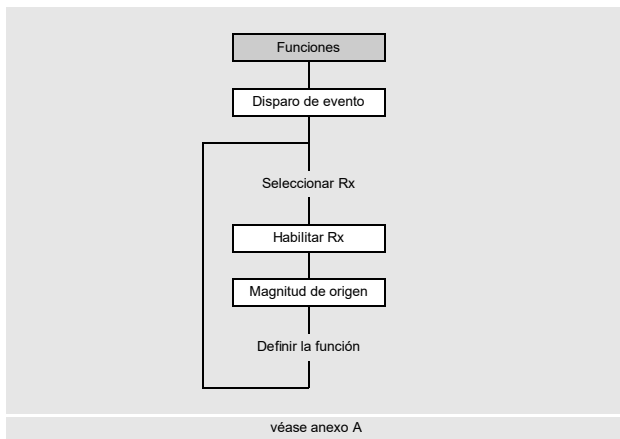 Funciones
Disparo de evento
Seleccionar Rx
Habilitar Rx
Magnitud de origen
Definir la función
véase anexo A